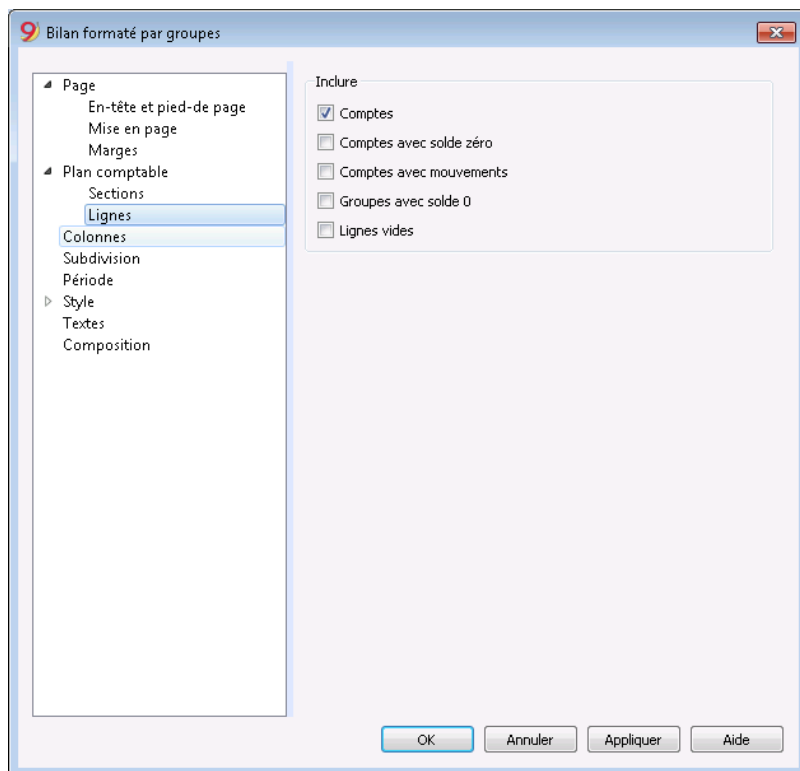 9 Bilan formaté par groupes
Page
En-tête et pied-de page
Mise en page
Marges
Plan comptable
Sections
Lignes
Colonnes
Subdivision
Période
Style
Textes
Composition
Inclure
Comptes
Comptes avec solde zéro
Comptes avec mouvements
Groupes avec solde 0
Lignes vides
OK
Annuler
Appliquer
Aide